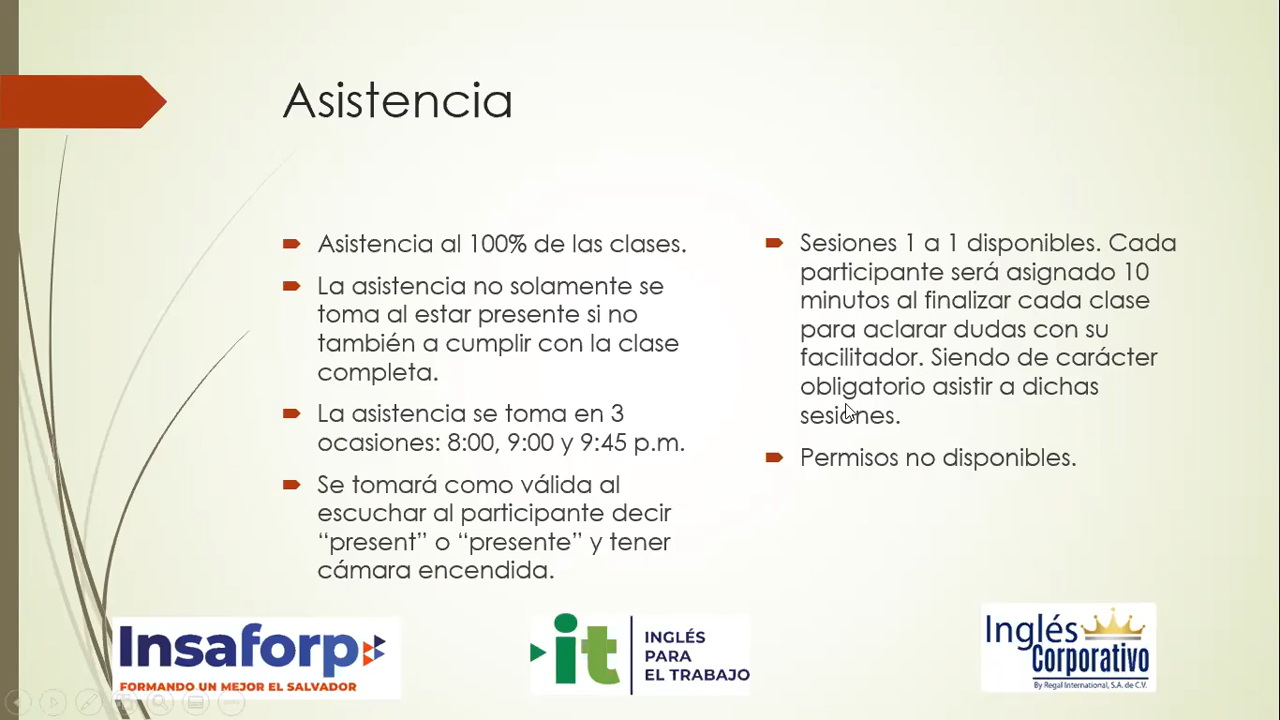 Asistencia
Asistencia al 100% de las clases.
La asistencia no solamente se
toma al estar presente si no
también a cumplir con la clase
completa.
La asistencia se toma en 3
ocasiones: 8:00, 9:00 y 9:45 p.m.
Se tomará como válida al
escuchar al participante decir
“present” o “presente” y tener
cámara encendida.
Sesiones 1 a 1 disponibles. Cada
participante será asignado 10
minutos al finalizar cada clase
para aclarar dudas con su
facilitador. Siendo de carácter
obligatorio asistir a dichas
sesiones.
Permisos no disponibles.
Insaforp
FORMANDO UN MEJOR EL SALVADOR
it
INGLÉS
PARA
EL TRABAJO
Inglés
Corporativo
By Regal International, S.A. de C.V.